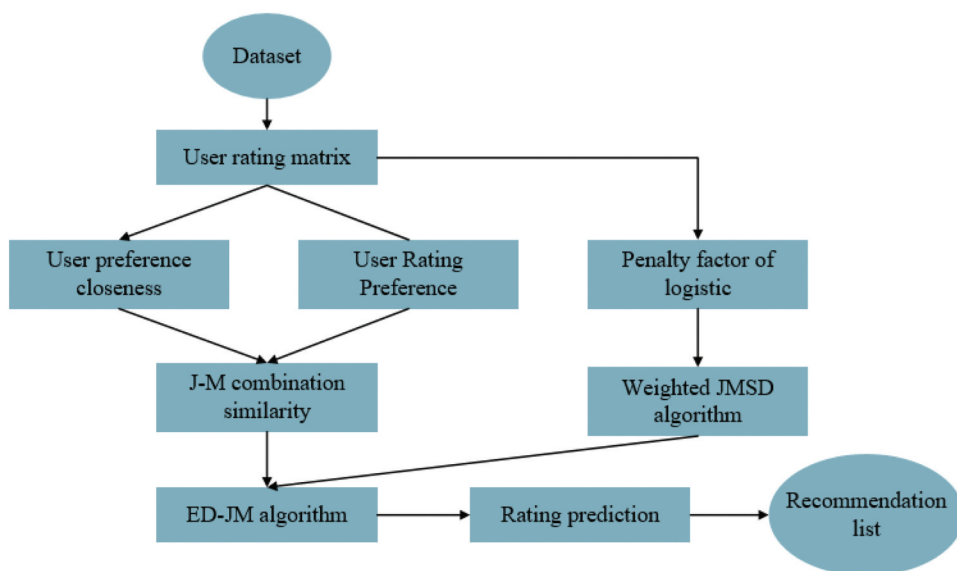 Dataset
User rating matrix
User preference
closeness
User Rating
Preference
Penalty factor of
logistic
J-M combination
similarity
Weighted JMSD
algorithm
ED-JM algorithm
Rating prediction
Recommendation
list